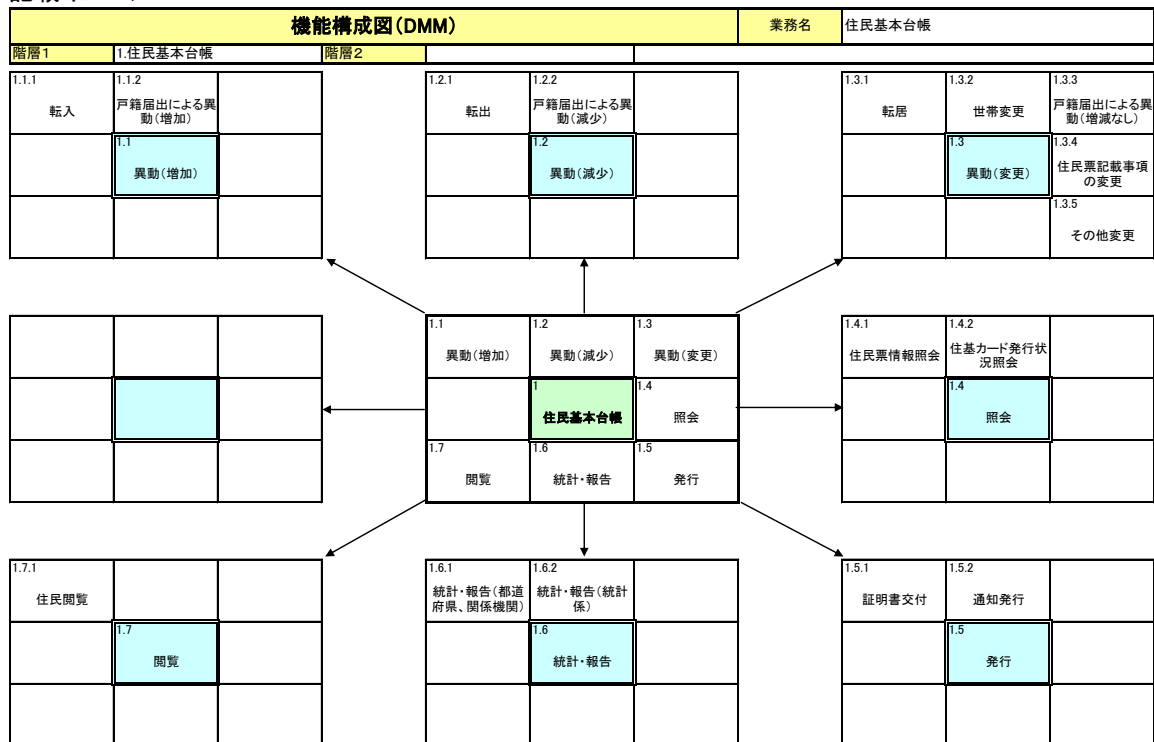 機能構成図(DMM) 業務名 住民基本台帳
階層1 1.住民基本台帳 階層2
1.1.1 1.1.2
転入 戸籍届出による異
動(増加)
1.1
異動(増加)
1.2.1 1.2.2
転出 戸籍届出による異
動(減少)
1.2
異動(減少)
1.3.1 1.3.2 1.3.3
転居 世帯変更 戸籍届出による異
動(増減なし)
1.3 1.3.4
異動(変更) 住民票記載事項
の変更
1.3.5
その他変更
1.1 1.2 1.3
異動(増加) 異動(減少) 異動(変更)
1 1.4
住民基本台帳 照会
1.7 1.6 1.5
閲覧 統計・報告 発行
1.4.1 1.4.2
住民票情報照会 住基カード発行状
況照会
1.4
照会
1.7.1
住民閲覧
1.7
閲覧
1.6.1 1.6.2
統計・報告(都道 統計・報告(統計
府県、関係機関) 係)
1.6
統計・報告
1.5.1 1.5.2
証明書交付 通知発行
1.5
発行